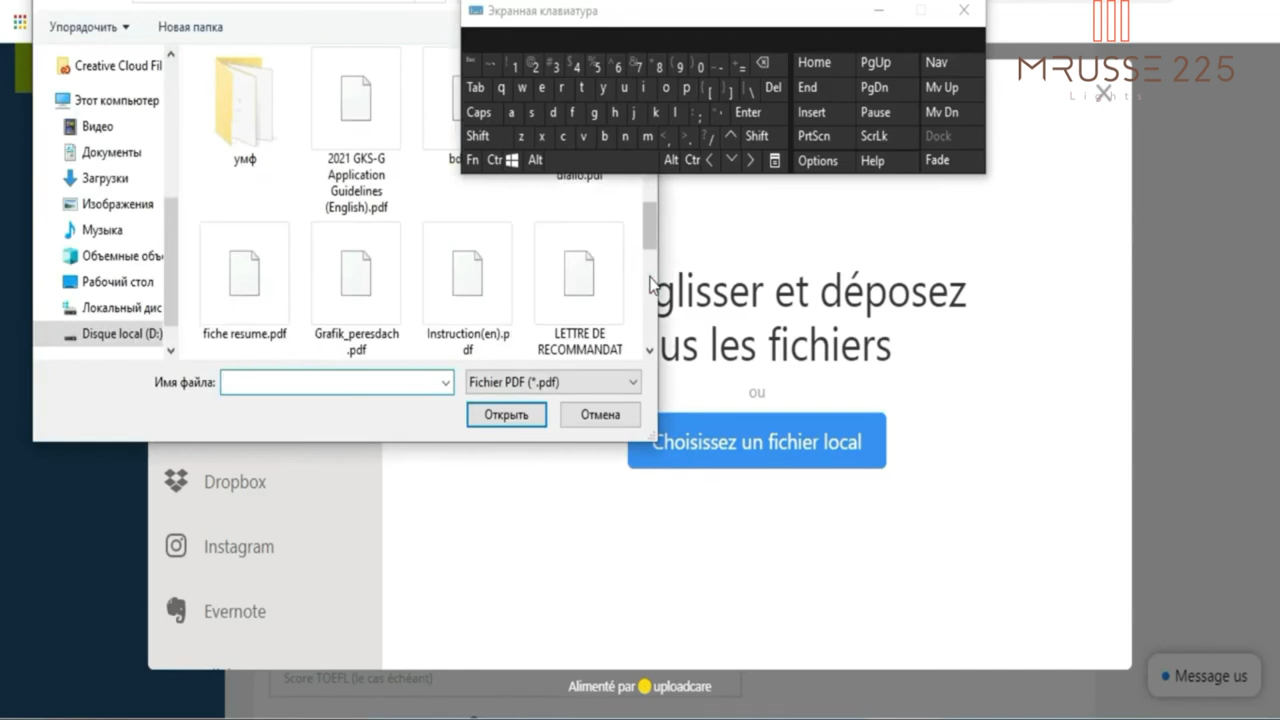 Упорядочить
Новая папка
Creative Cloud Fil
Этот компьютер
Видео
Документы
Загрузки
Изображения
Музыка
Объемные объ
Рабочий стол
Локальный дис
Disque local (D:)
умф
2021 GKS-G
Application
Guidelines
(English).pdf
diallo.pdf
fiche resume.pdf
Grafik_peresdach
.pdf
Instruction(en).p
df
LETTRE DE
RECOMMANDAT
Имя файла:
Fichier PDF (*.pdf)
Открыть
Отмена
Экранная клавиатура
Home PgUp Nav
Tab q w e r t y u i o p [ ] \ Del End PgDn Mv Up
Caps a s d f g h j k l ; ' Enter Insert Pause Mv Dn
Shift z x c v b n m , . / Shift PrtScn ScrLk Dock
Fn Ctr Alt Alt Ctr Options Help Fade
MRUSSE 225
Lights
glisser et déposez
us les fichiers
ou
Choisissez un fichier local
Dropbox
Instagram
Evernote
Score TOEFL (le cas échéant)
Alimenté par uploadcare
Message us